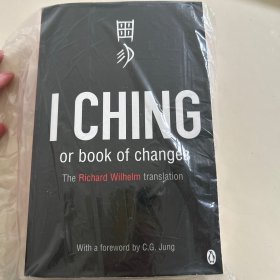 I CHING
or book of changes
The Richard Wilhelm translation
With a foreword by C.G. Jung